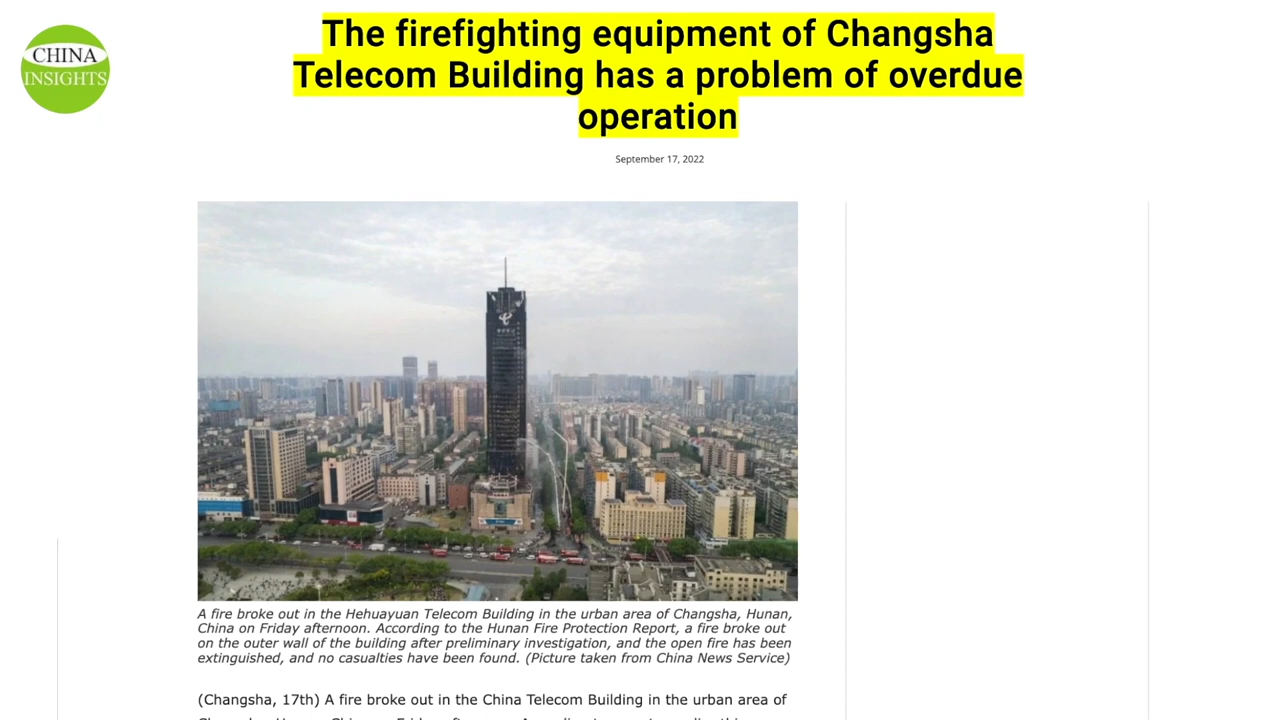 CHINA
INSIGHTS
The firefighting equipment of Changsha
Telecom Building has a problem of overdue
operation
September 17, 2022
A fire broke out in the Hehuayuan Telecom Building in the urban area of Changsha, Hunan,
China on Friday afternoon. According to the Hunan Fire Protection Report, a fire broke out
on the outer wall of the building after preliminary investigation, and the open fire has been
extinguished, and no casualties have been found. (Picture taken from China News Service)
(Changsha, 17th) A fire broke out in the China Telecom Building in the urban area of